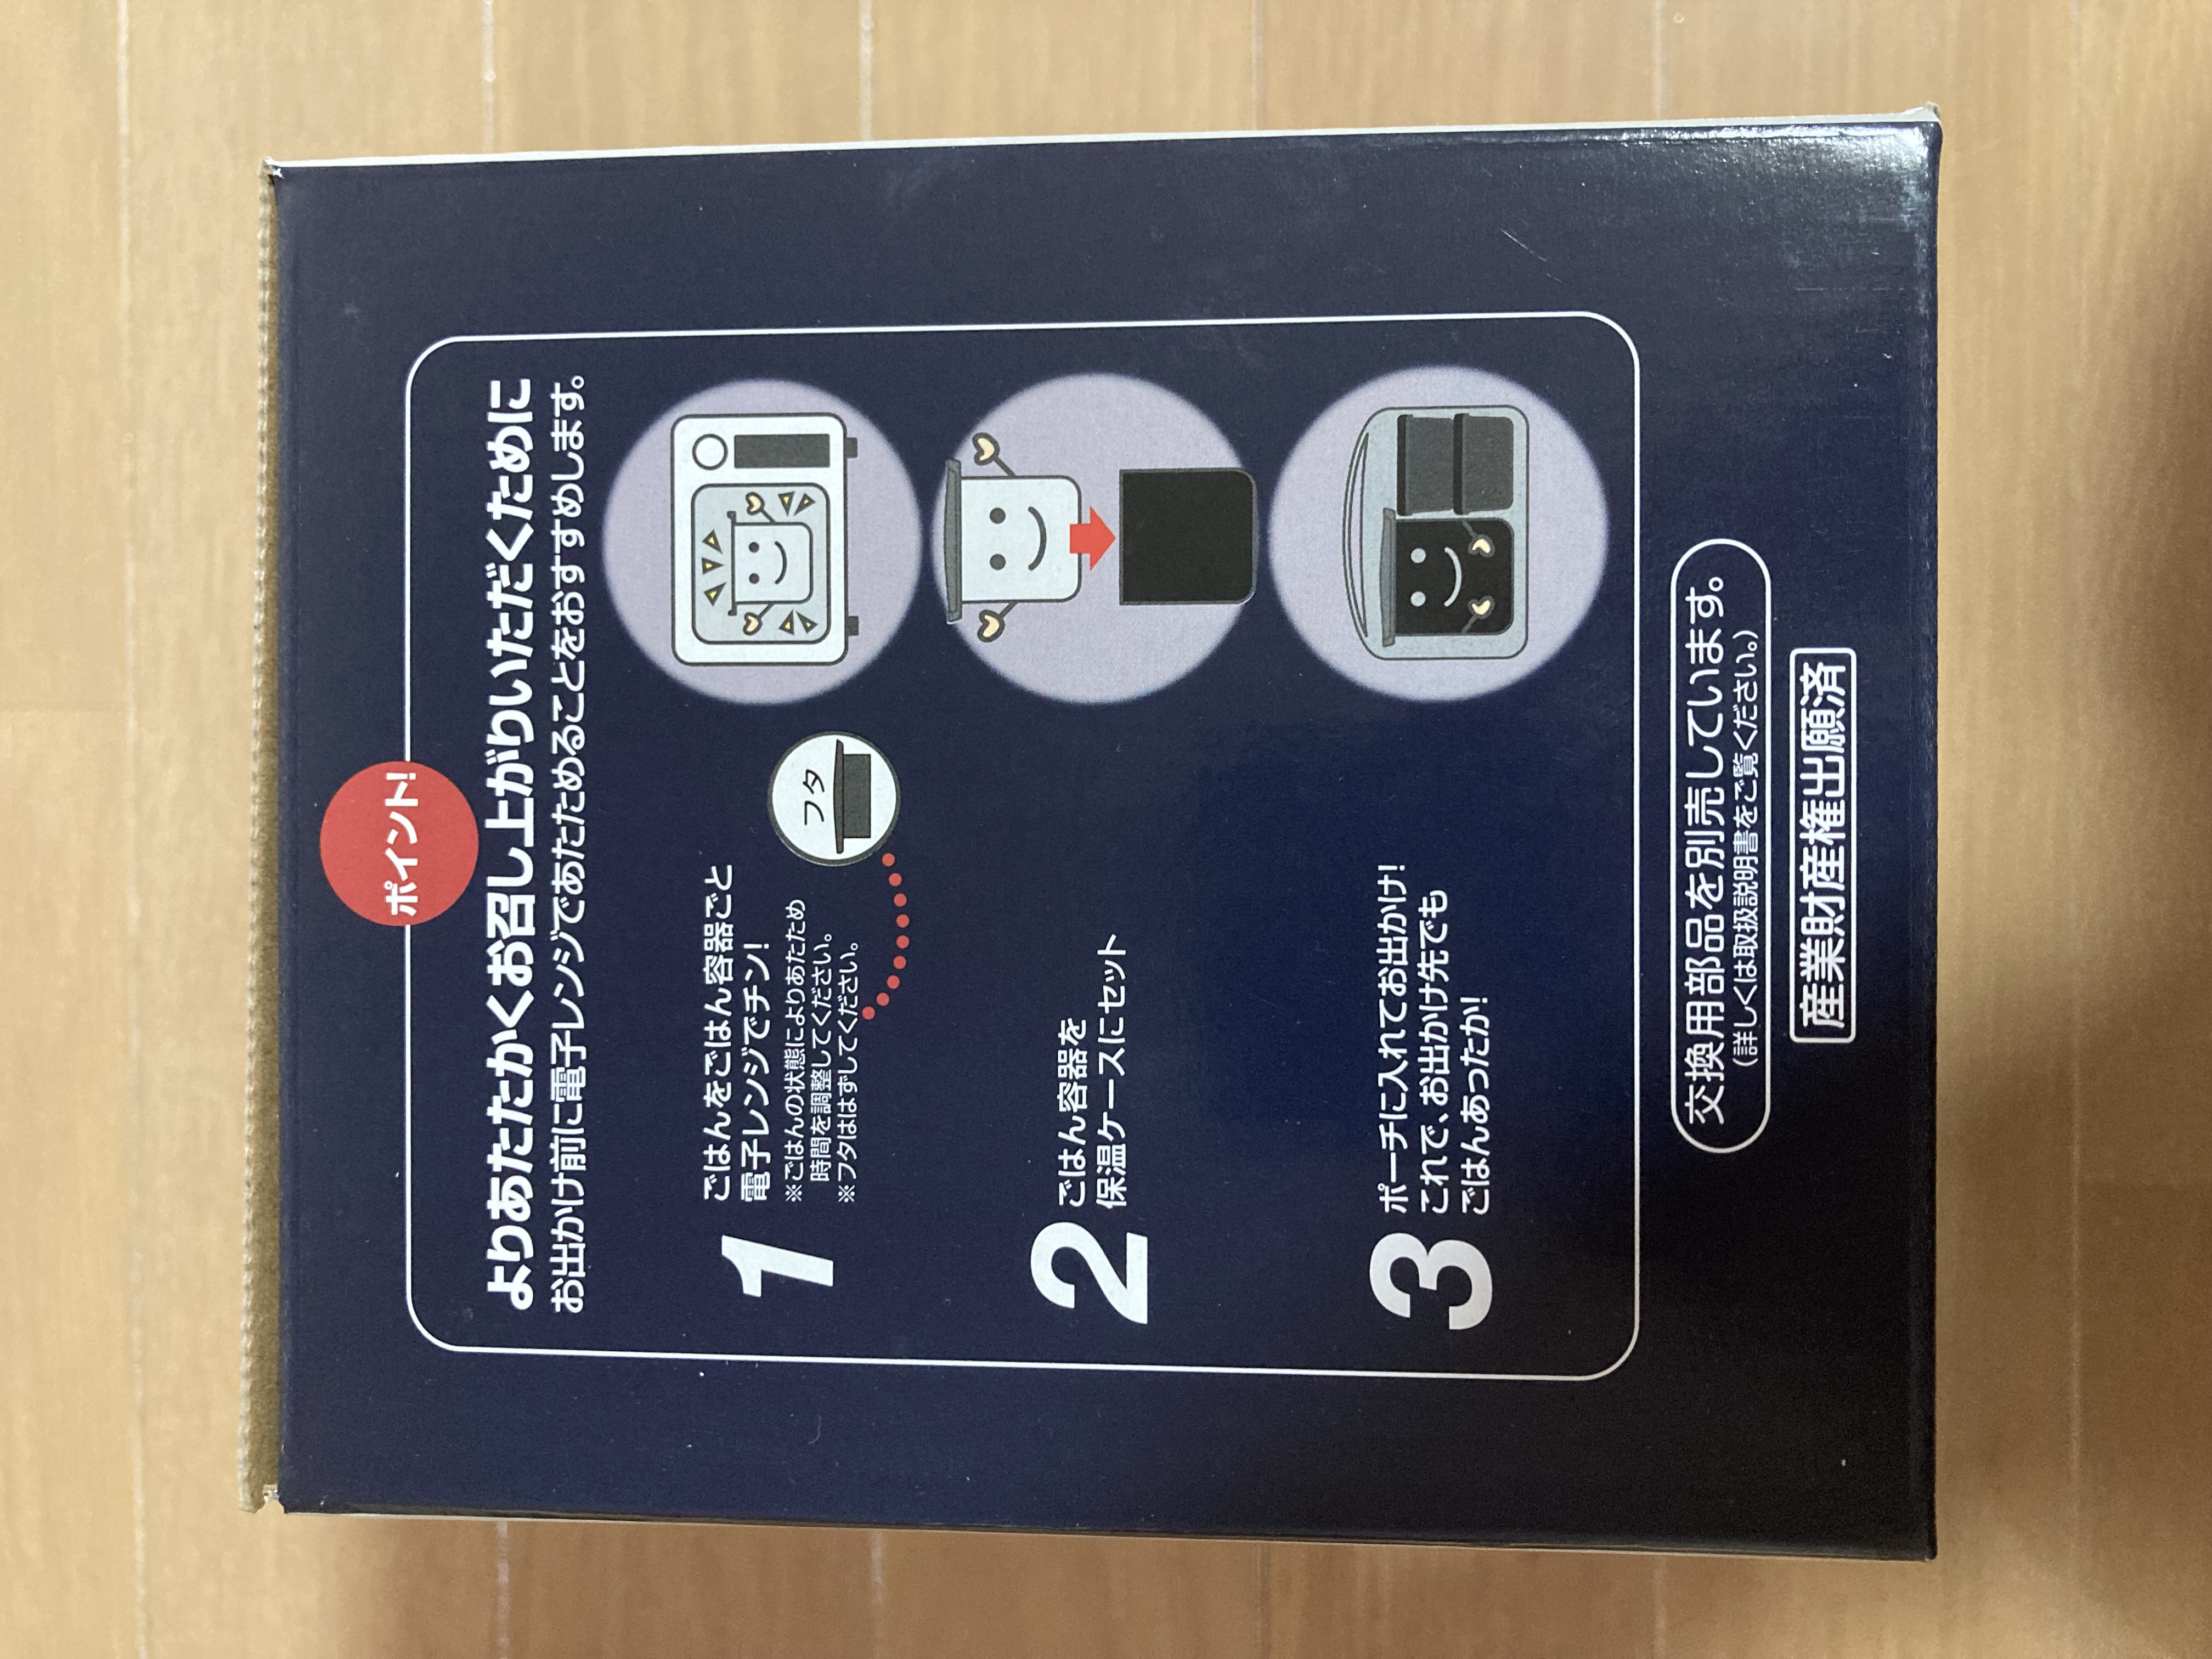 ポイント!
よりあたたかくお召し上がりいただくために
お出かけ前に電子レンジであたためることをおすすめします。
1
ごはんをごはん容器ごと
電子レンジでチン!
※ごはんの状態によりあたため
時間を調整してください。
※フタははずしてください。
フタ
2
ごはん容器を
保温ケースにセット
3
ポーチに入れてお出かけ!
これで、お出かけ先でも
ごはんあったか!
交換用部品を別売しています。
(詳しくは取扱説明書をご覧ください。)
産業財産権出願済